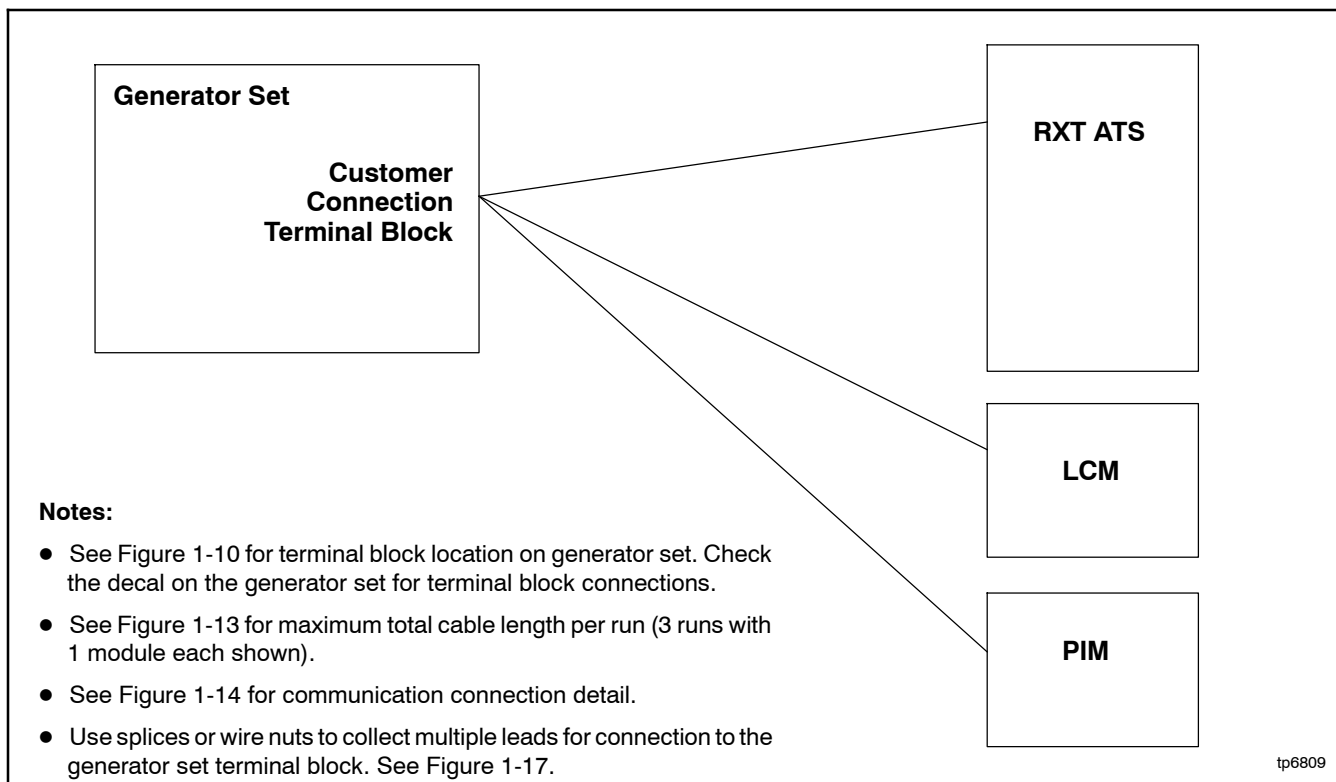 Generator Set
Customer
Connection
Terminal Block
RXT ATS
LCM
PIM
Notes:
● See Figure 1-10 for terminal block location on generator set. Check
the decal on the generator set for terminal block connections.
● See Figure 1-13 for maximum total cable length per run (3 runs with
1 module each shown).
● See Figure 1-14 for communication connection detail.
● Use splices or wire nuts to collect multiple leads for connection to the
generator set terminal block. See Figure 1-17.
tp6809